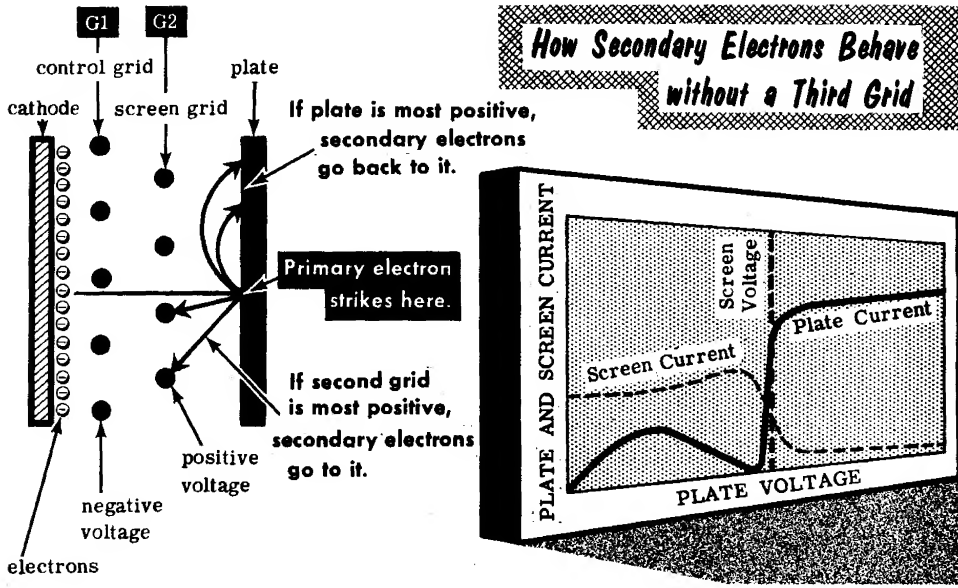 G1
G2
control grid
plate
cathode
screen grid
How Secondary Electrons Behave
without a Third Grid
If plate is most positive,
secondary electrons
go back to it.
Primary electron
strikes here.
If second grid
is most positive,
secondary electrons
go to it.
positive
voltage
negative
voltage
electrons
PLATE AND SCREEN CURRENT
Screen
Voltage
Plate Current
Screen Current
PLATE VOLTAGE